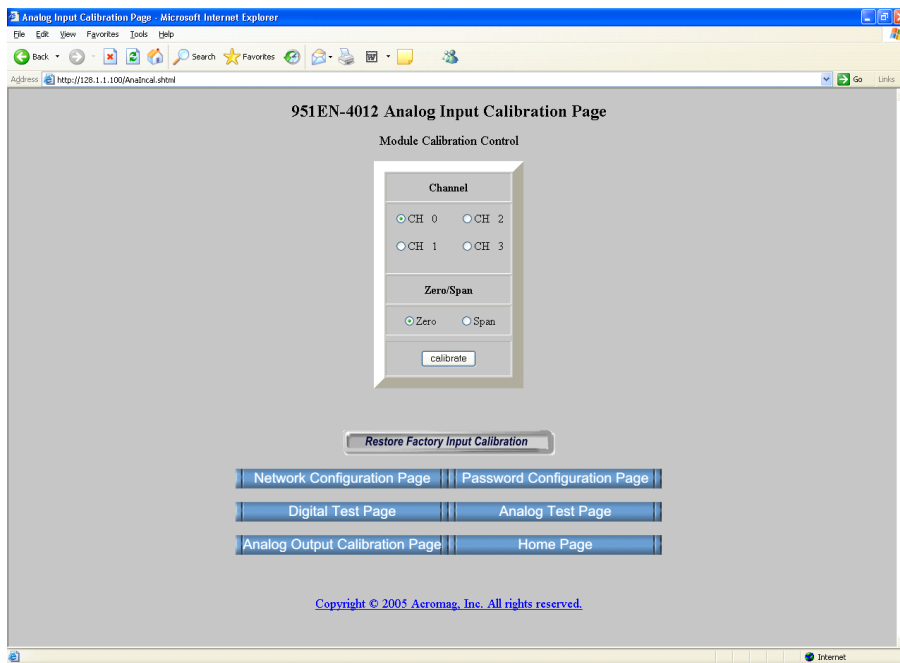 Analog Input Calibration Page - Microsoft Internet Explorer
File Edit View Favorites Tools Help
Back Search Favorites
Address http://128.1.1.100/AnaIncal.shtml Go Links
951EN-4012 Analog Input Calibration Page
Module Calibration Control
Channel
CH 0 CH 2
CH 1 CH 3
Zero/Span
Zero Span
calibrate
Restore Factory Input Calibration
Network Configuration Page Password Configuration Page
Digital Test Page Analog Test Page
Analog Output Calibration Page Home Page
Copyright © 2005 Acromag, Inc. All rights reserved.
Internet